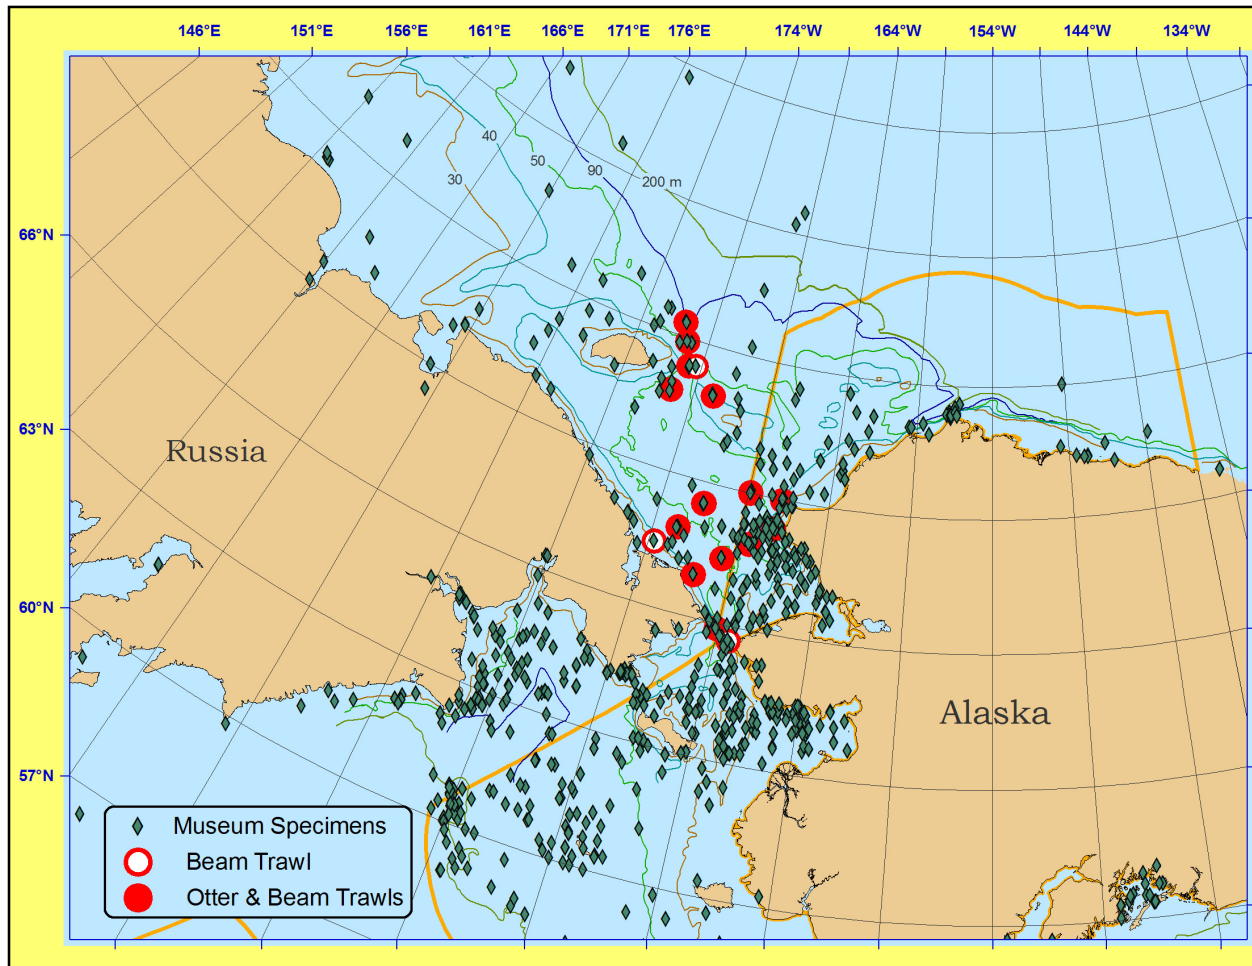 146°E 151°E 156°E 161°E 166°E 171°E 176°E 174°W 164°W 154°W 144°W 134°W
66°N
63°N
60°N
57°N
30
40
50
90
200 m
Russia
Alaska
Museum Specimens
Beam Trawl
Otter & Beam Trawls